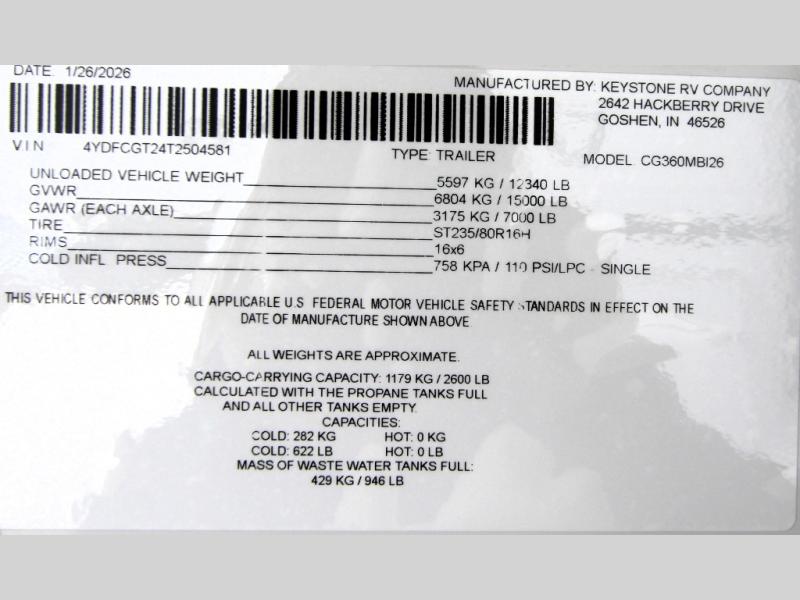 DATE: 1/26/2026
MANUFACTURED BY: KEYSTONE RV COMPANY
2642 HACKBERRY DRIVE
GOSHEN, IN 46526
VIN 4YDFCGT24T2504581
TYPE: TRAILER
MODEL CG360MBI26
UNLOADED VEHICLE WEIGHT 5597 KG / 12340 LB
GVWR 6804 KG / 15000 LB
GAWR (EACH AXLE) 3175 KG / 7000 LB
TIRE ST235/80R16H
RIMS 16x6
COLD INFL PRESS 758 KPA / 110 PSI/LPC - SINGLE
THIS VEHICLE CONFORMS TO ALL APPLICABLE U.S FEDERAL MOTOR VEHICLE SAFETY STANDARDS IN EFFECT ON THE
DATE OF MANUFACTURE SHOWN ABOVE
ALL WEIGHTS ARE APPROXIMATE.
CARGO-CARRYING CAPACITY: 1179 KG / 2600 LB
CALCULATED WITH THE PROPANE TANKS FULL
AND ALL OTHER TANKS EMPTY.
CAPACITIES:
COLD: 282 KG HOT: 0 KG
COLD: 622 LB HOT: 0 LB
MASS OF WASTE WATER TANKS FULL:
429 KG / 946 LB